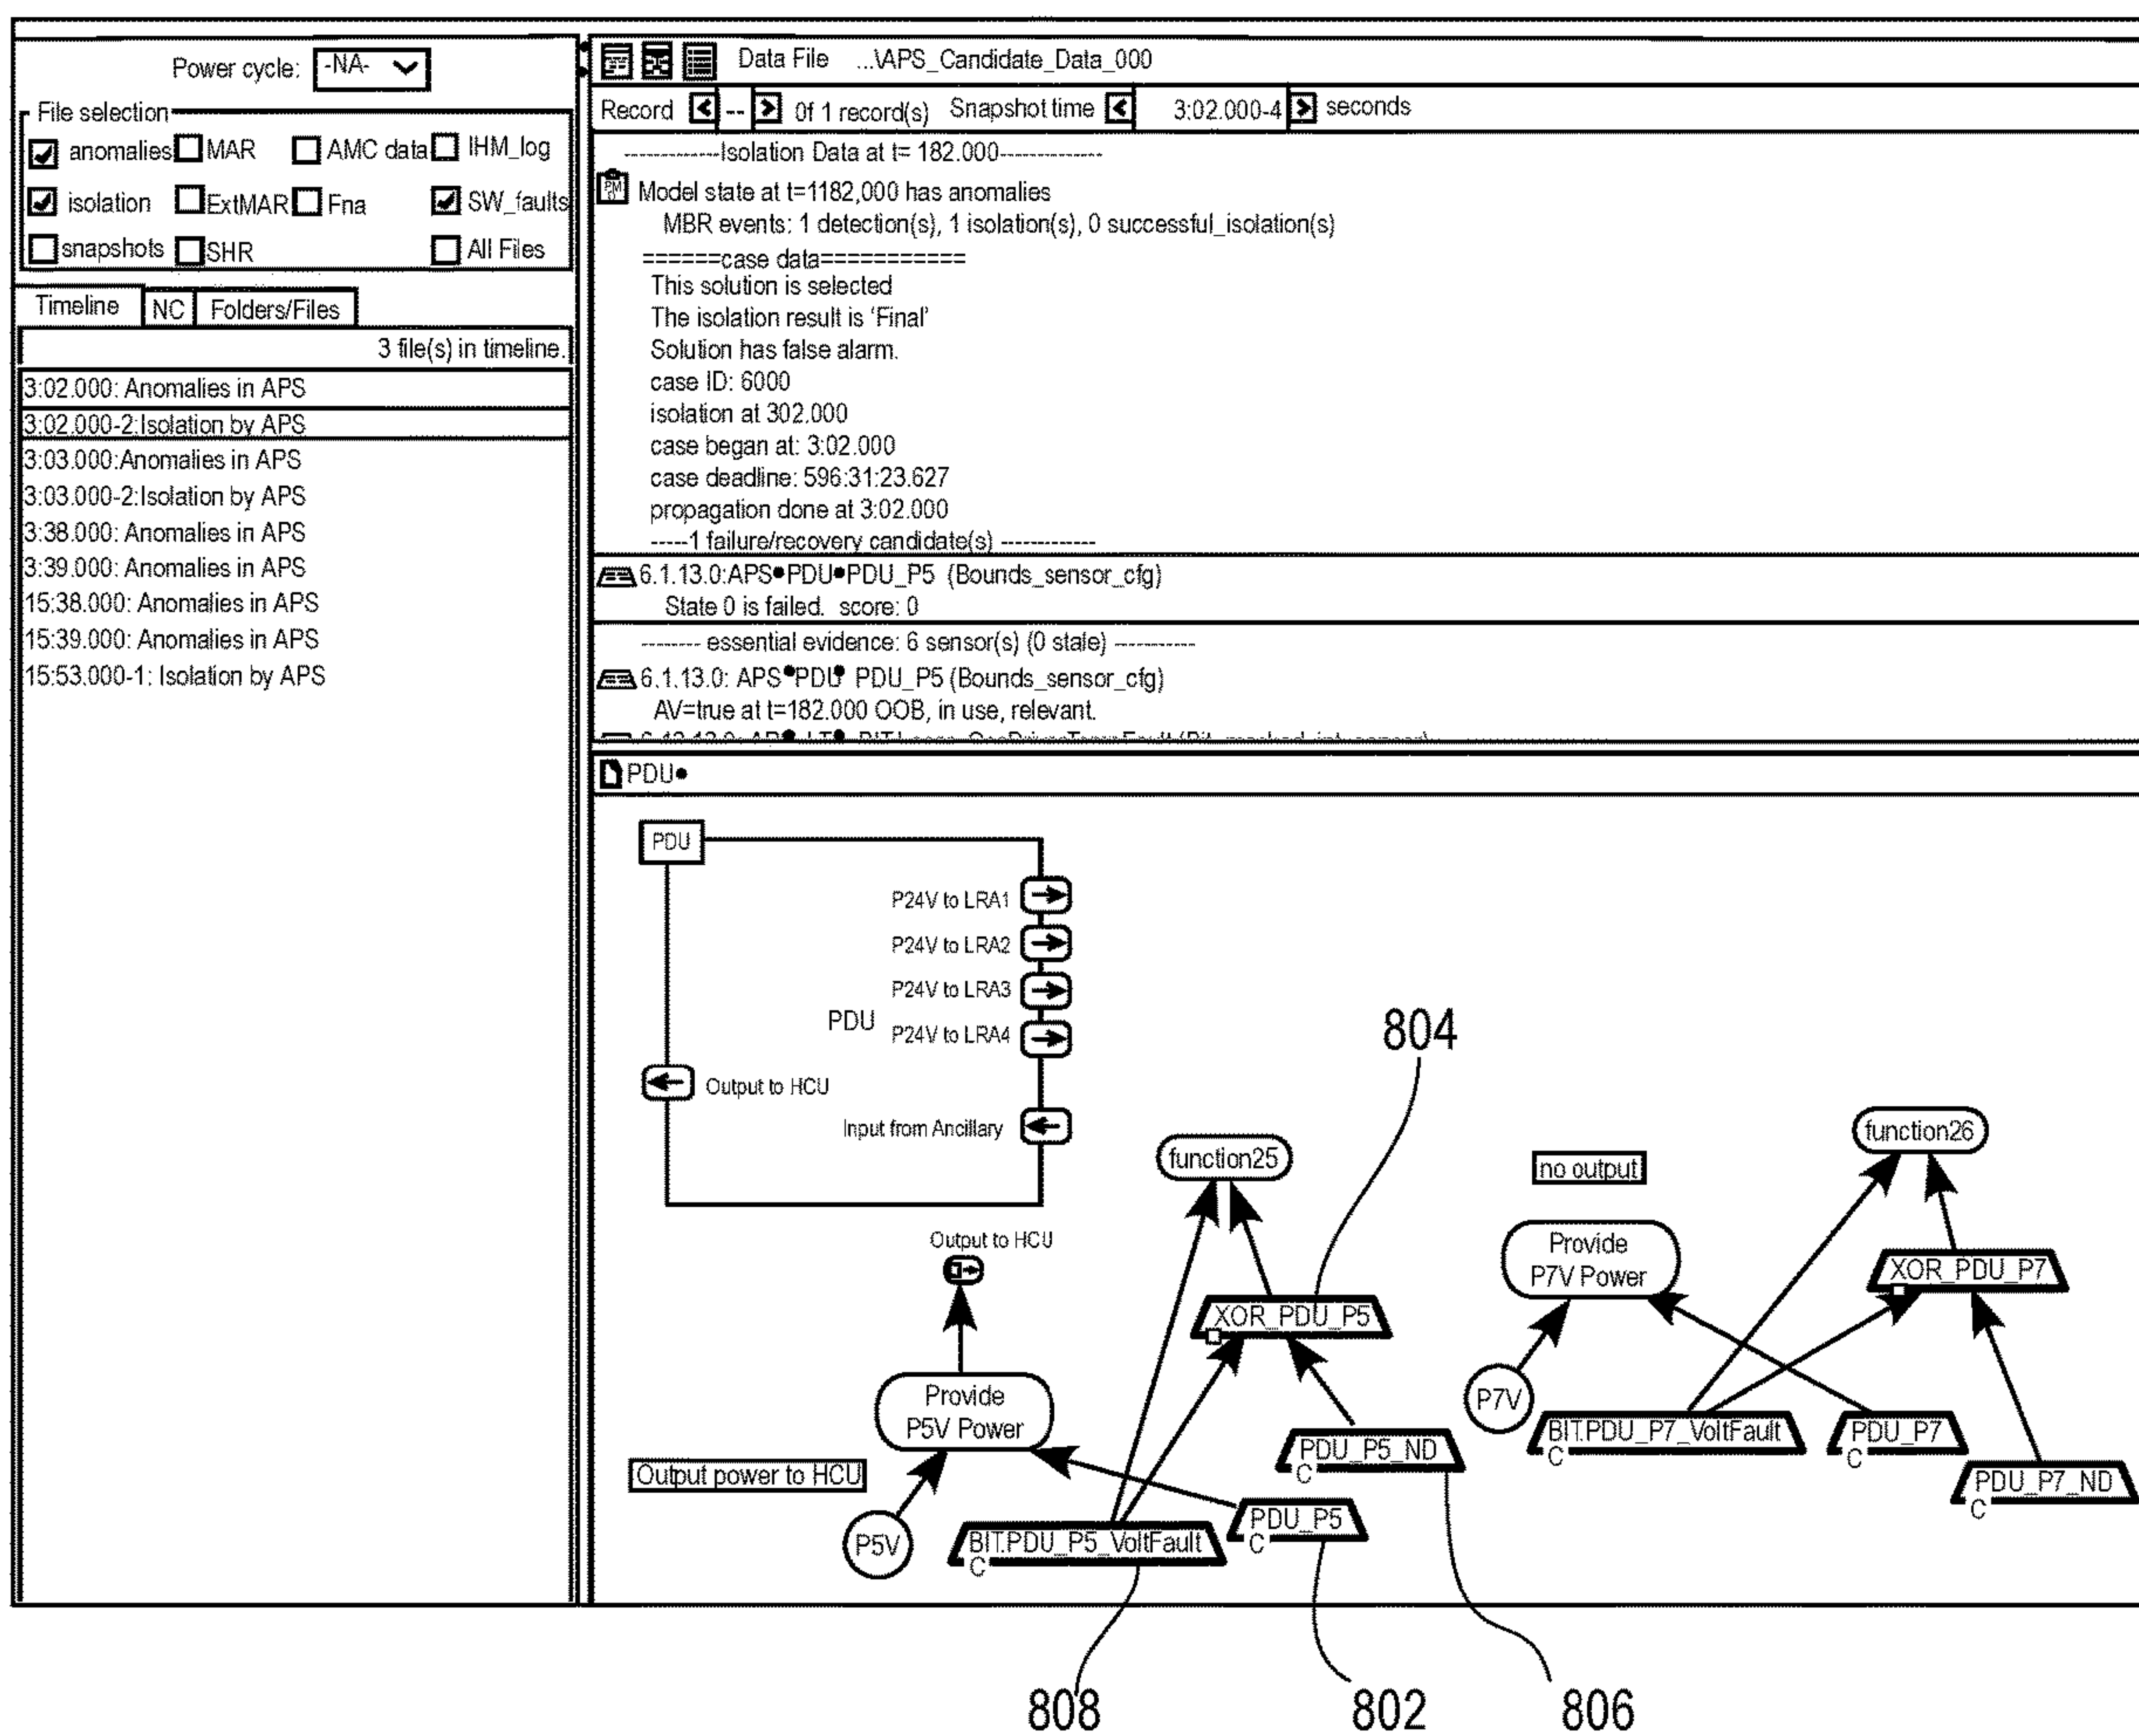 Power cycle: -NA-
File selection
anomalies MAR AMC data IHM_log
isolation ExtMAR Fna SW_faults
snapshots SHR All Files
Timeline NC Folders/Files
3 file(s) in timeline.
3:02.000: Anomalies in APS
3:02.000-2:Isolation by APS
3:03.000:Anomalies in APS
3:03.000-2:Isolation by APS
3:38.000: Anomalies in APS
3:39.000: Anomalies in APS
15:38.000: Anomalies in APS
15:39.000: Anomalies in APS
15:53.000-1: Isolation by APS
Data File ...\APS_Candidate_Data_000
Record -- 0f 1 record(s) Snapshot time 3:02.000-4 seconds
--------------Isolation Data at t= 182.000---------------
Model state at t=1182,000 has anomalies
MBR events: 1 detection(s), 1 isolation(s), 0 successful_isolation(s)
======case data===========
This solution is selected
The isolation result is ‘Final’
Solution has false alarm.
case ID: 6000
isolation at 302.000
case began at: 3:02.000
case deadline: 596:31:23.627
propagation done at 3:02.000
-----1 failure/recovery candidate(s) -------------
6.1.13.0:APS•PDU•PDU_P5 (Bounds_sensor_cfg)
State 0 is failed. score: 0
-------- essential evidence: 6 sensor(s) (0 stale) ----------
6.1.13.0: APS•PDU• PDU_P5 (Bounds_sensor_cfg)
AV=true at t=182.000 OOB, in use, relevant.
PDU•
PDU
P24V to LRA1
P24V to LRA2
P24V to LRA3
PDU
P24V to LRA4
Output to HCU
Input from Ancillary
804
function25
function26
no output
Output to HCU
Provide
P7V Power
XOR_PDU_P7
XOR_PDU_P5
Provide
P5V Power
P7V
BIT.PDU_P7_VoltFault
C
PDU_P7
C
PDU_P5_ND
C
Output power to HCU
PDU_P7_ND
C
PDU_P5
C
P5V
BIT.PDU_P5_VoltFault
C
808
802
806